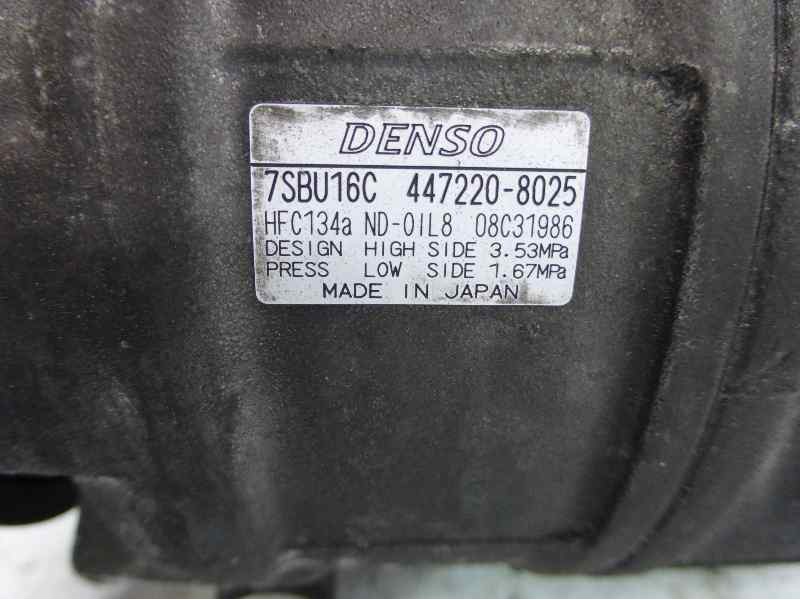 DENSO
7SBU16C 447220-8025
HFC134a ND-OIL8 08C31986
DESIGN HIGH SIDE 3.53MPa
PRESS LOW SIDE 1.67MPa
MADE IN JAPAN